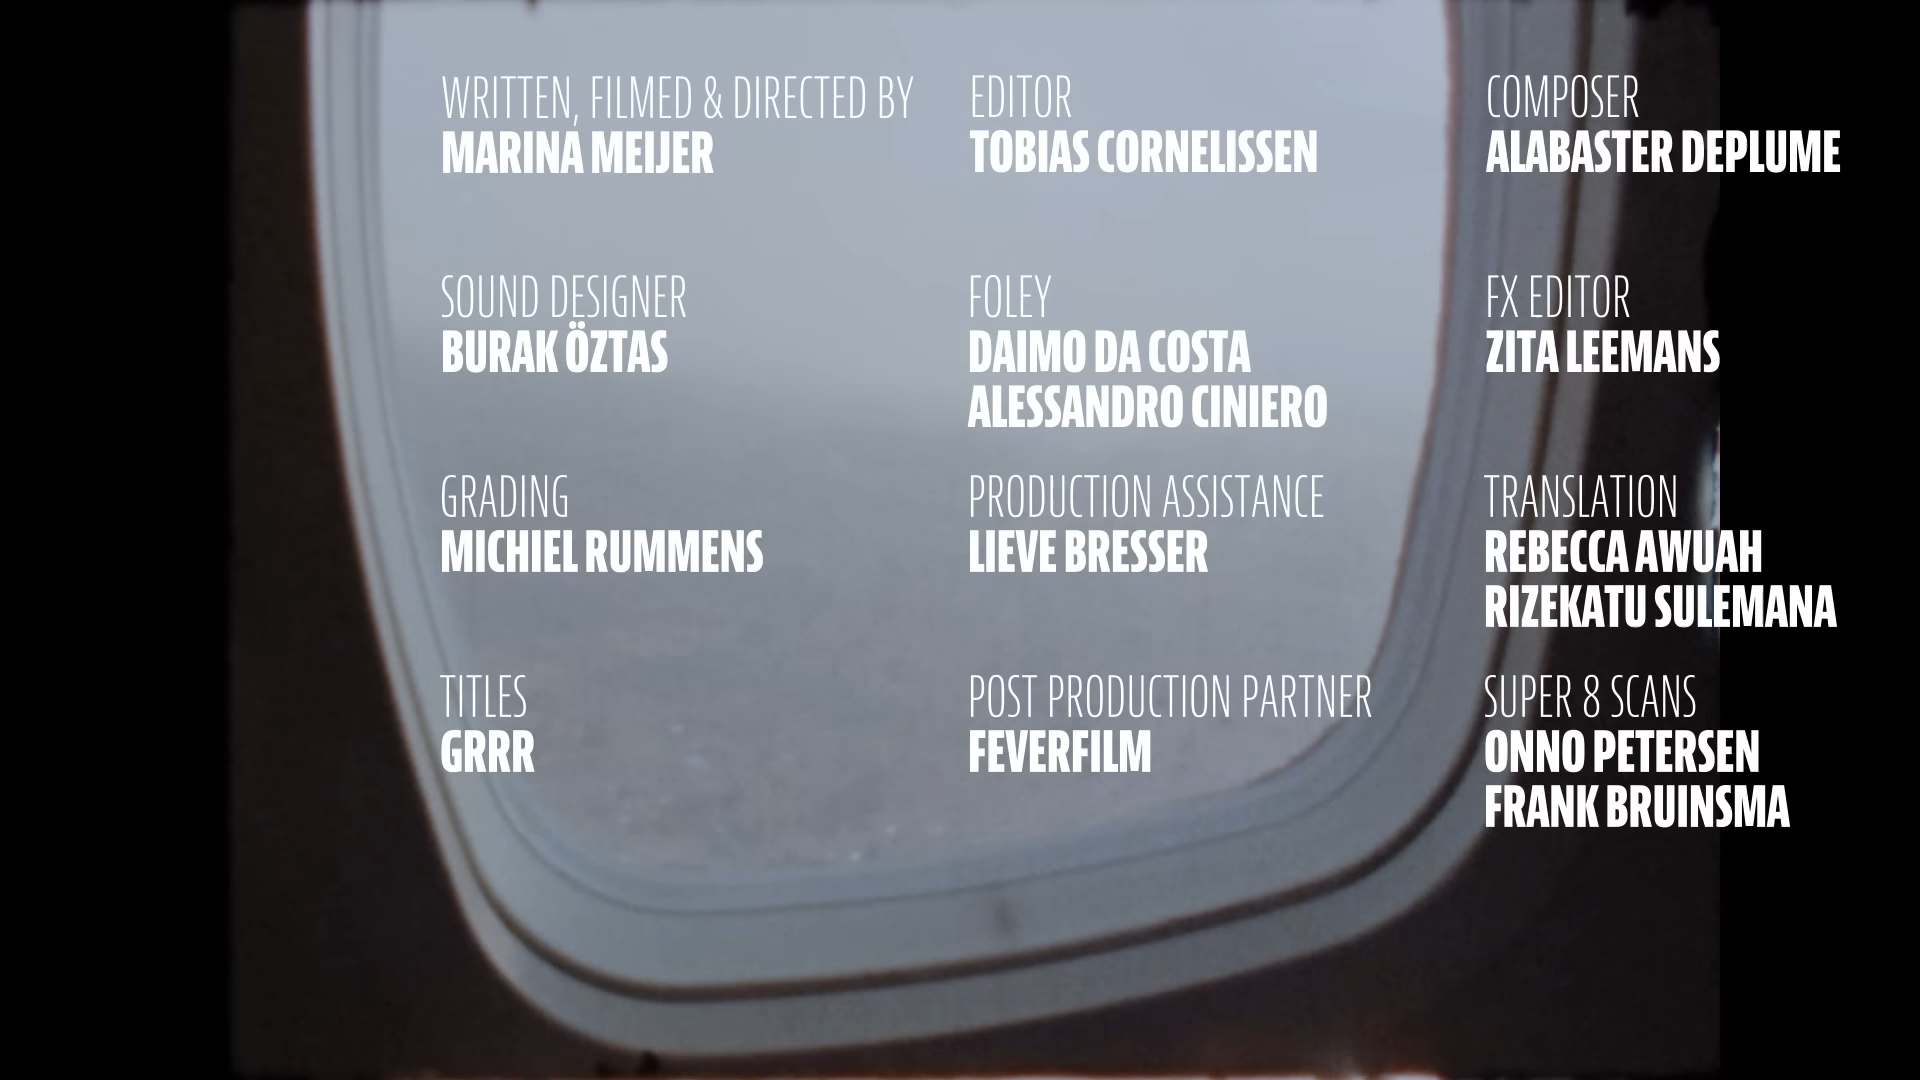 WRITTEN, FILMED & DIRECTED BY
MARINA MEIJER
EDITOR
TOBIAS CORNELISSEN
COMPOSER
ALABASTER DEPLUME
SOUND DESIGNER
BURAK ÖZTAS
FOLEY
DAIMO DA COSTA
ALESSANDRO CINIERO
FX EDITOR
ZITA LEEMANS
GRADING
MICHIEL RUMMENS
PRODUCTION ASSISTANCE
LIEVE BRESSER
TRANSLATION
REBECCA AWUAH
RIZEKATU SULEMANA
TITLES
GRRR
POST PRODUCTION PARTNER
FEVERFILM
SUPER 8 SCANS
ONNO PETERSEN
FRANK BRUINSMA